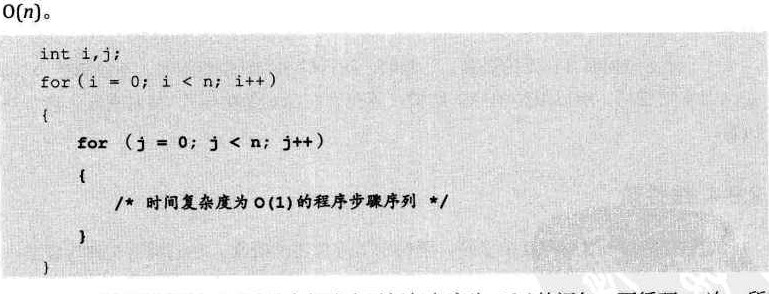 O(n)。
int i,j;
for(i = 0; i < n; i++)
{
for (j = 0; j < n; j++)
{
/* 时间复杂度为O(1)的程序步骤序列 */
}
}